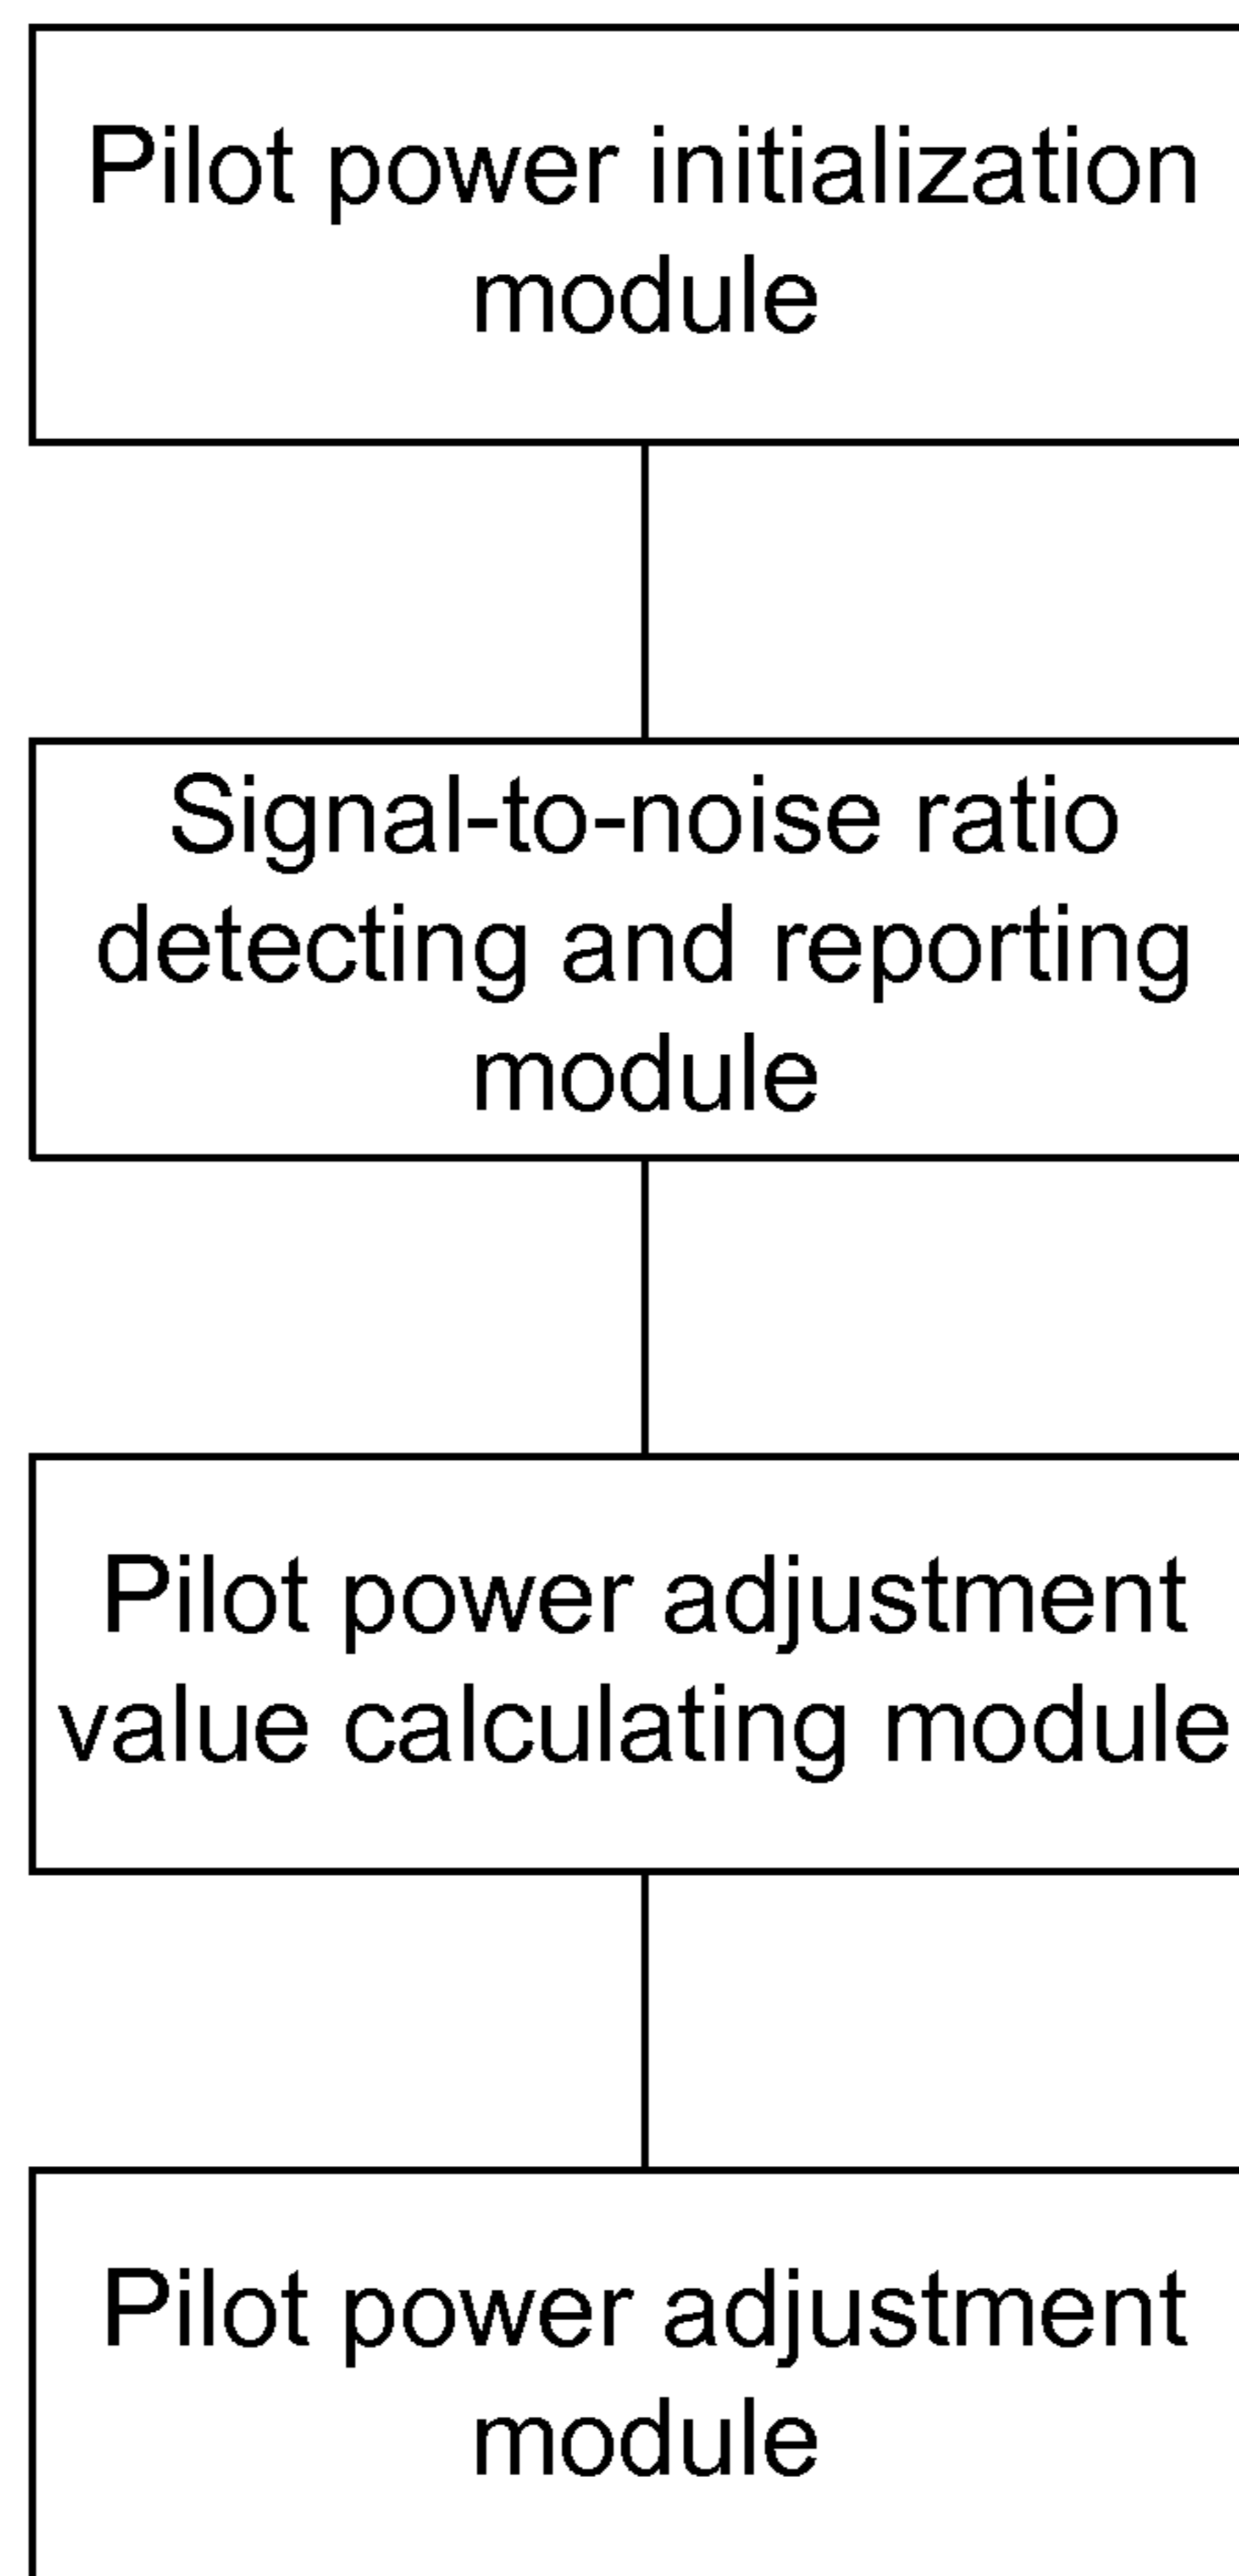 Pilot power initialization
module
Signal-to-noise ratio
detecting and reporting
module
Pilot power adjustment
value calculating module
Pilot power adjustment
module